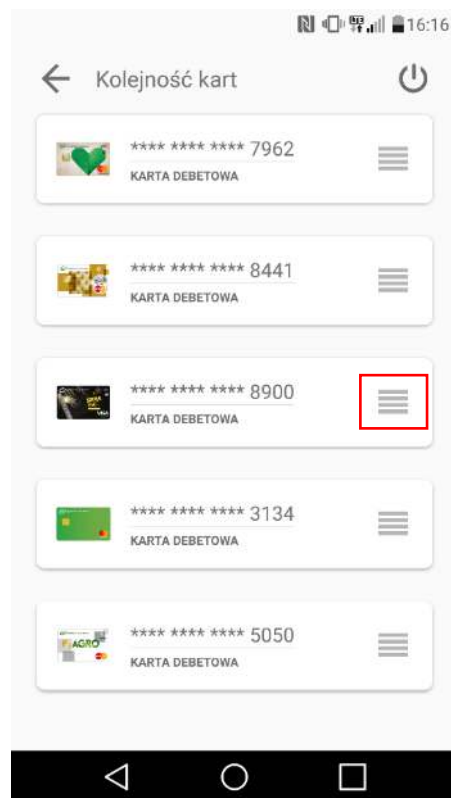 16:16
Kolejność kart
**** **** **** 7962
KARTA DEBETOWA
**** **** **** 8441
KARTA DEBETOWA
**** **** **** 8900
KARTA DEBETOWA
**** **** **** 3134
KARTA DEBETOWA
AGRO
**** **** **** 5050
KARTA DEBETOWA